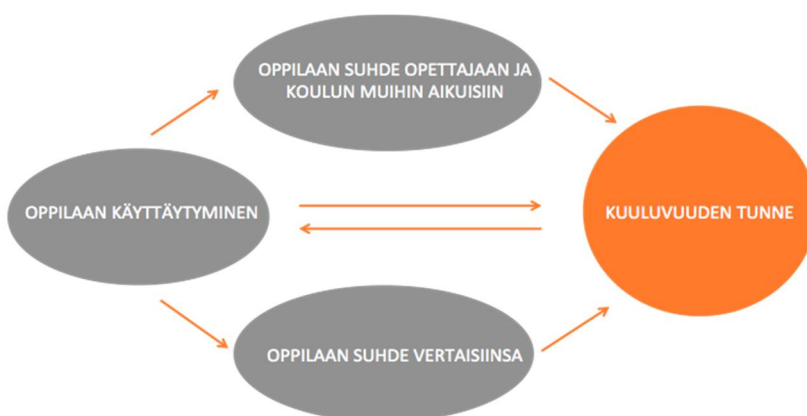 OPPILAAN SUHDE OPETTAJAAN JA
KOULUN MUIHIN AIKUISIIN
OPPILAAN KÄYTTÄYTYMINEN
KUULUVUUDEN TUNNE
OPPILAAN SUHDE VERTAISIINSA